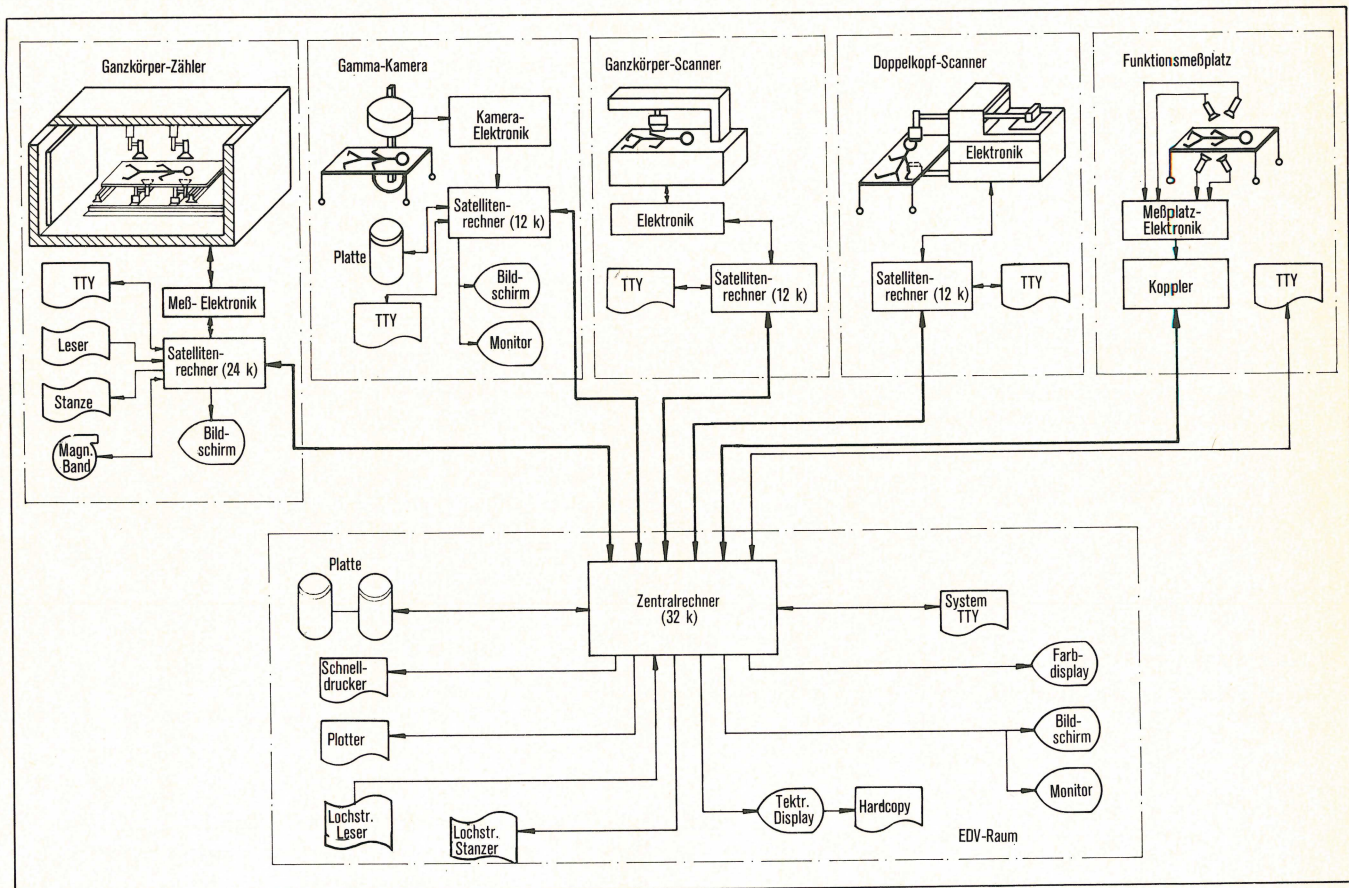 Ganzkörper-Zähler
TTY
Leser
Stanze
Magn.
Band
Meß- Elektronik
Satelliten-
rechner (24 k)
Bild-
schirm
Gamma-Kamera
Kamera-
Elektronik
Satelliten-
rechner (12 k)
Platte
TTY
Bild-
schirm
Monitor
Ganzkörper-Scanner
Elektronik
TTY
Satelliten-
rechner (12 k)
Doppelkopf-Scanner
Elektronik
Satelliten-
rechner (12 k)
TTY
Funktionsmeßplatz
Meßplatz-
Elektronik
Koppler
TTY
Platte
Zentralrechner
(32 k)
System
TTY
Schnell-
drucker
Farb-
display
Plotter
Bild-
schirm
Monitor
Lochstr.
Leser
Lochstr.
Stanzer
Tektr.
Display
Hardcopy
EDV-Raum